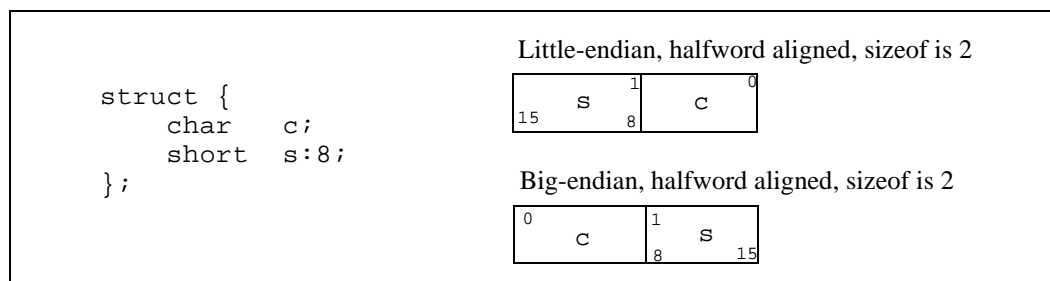 struct {
char c;
short s:8;
};
Little-endian, halfword aligned, sizeof is 2
1 0
s c
15 8
Big-endian, halfword aligned, sizeof is 2
0 1
c s
8 15